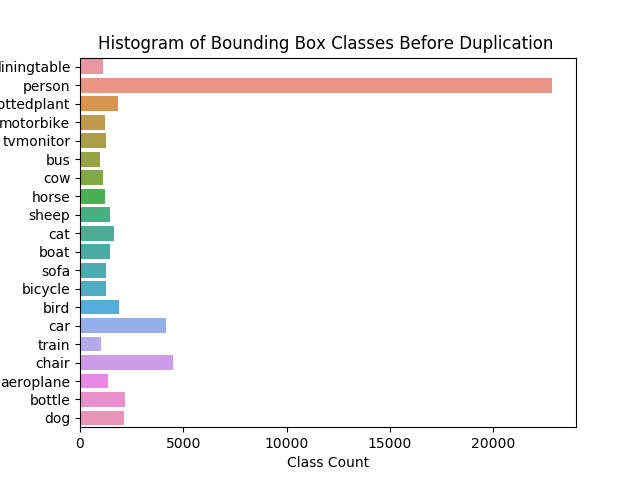 Histogram of Bounding Box Classes Before Duplication
iningtable
person
ottedplant
motorbike
tvmonitor
bus
cow
horse
sheep
cat
boat
sofa
bicycle
bird
car
train
chair
aeroplane
bottle
dog
0 5000 10000 15000 20000
Class Count